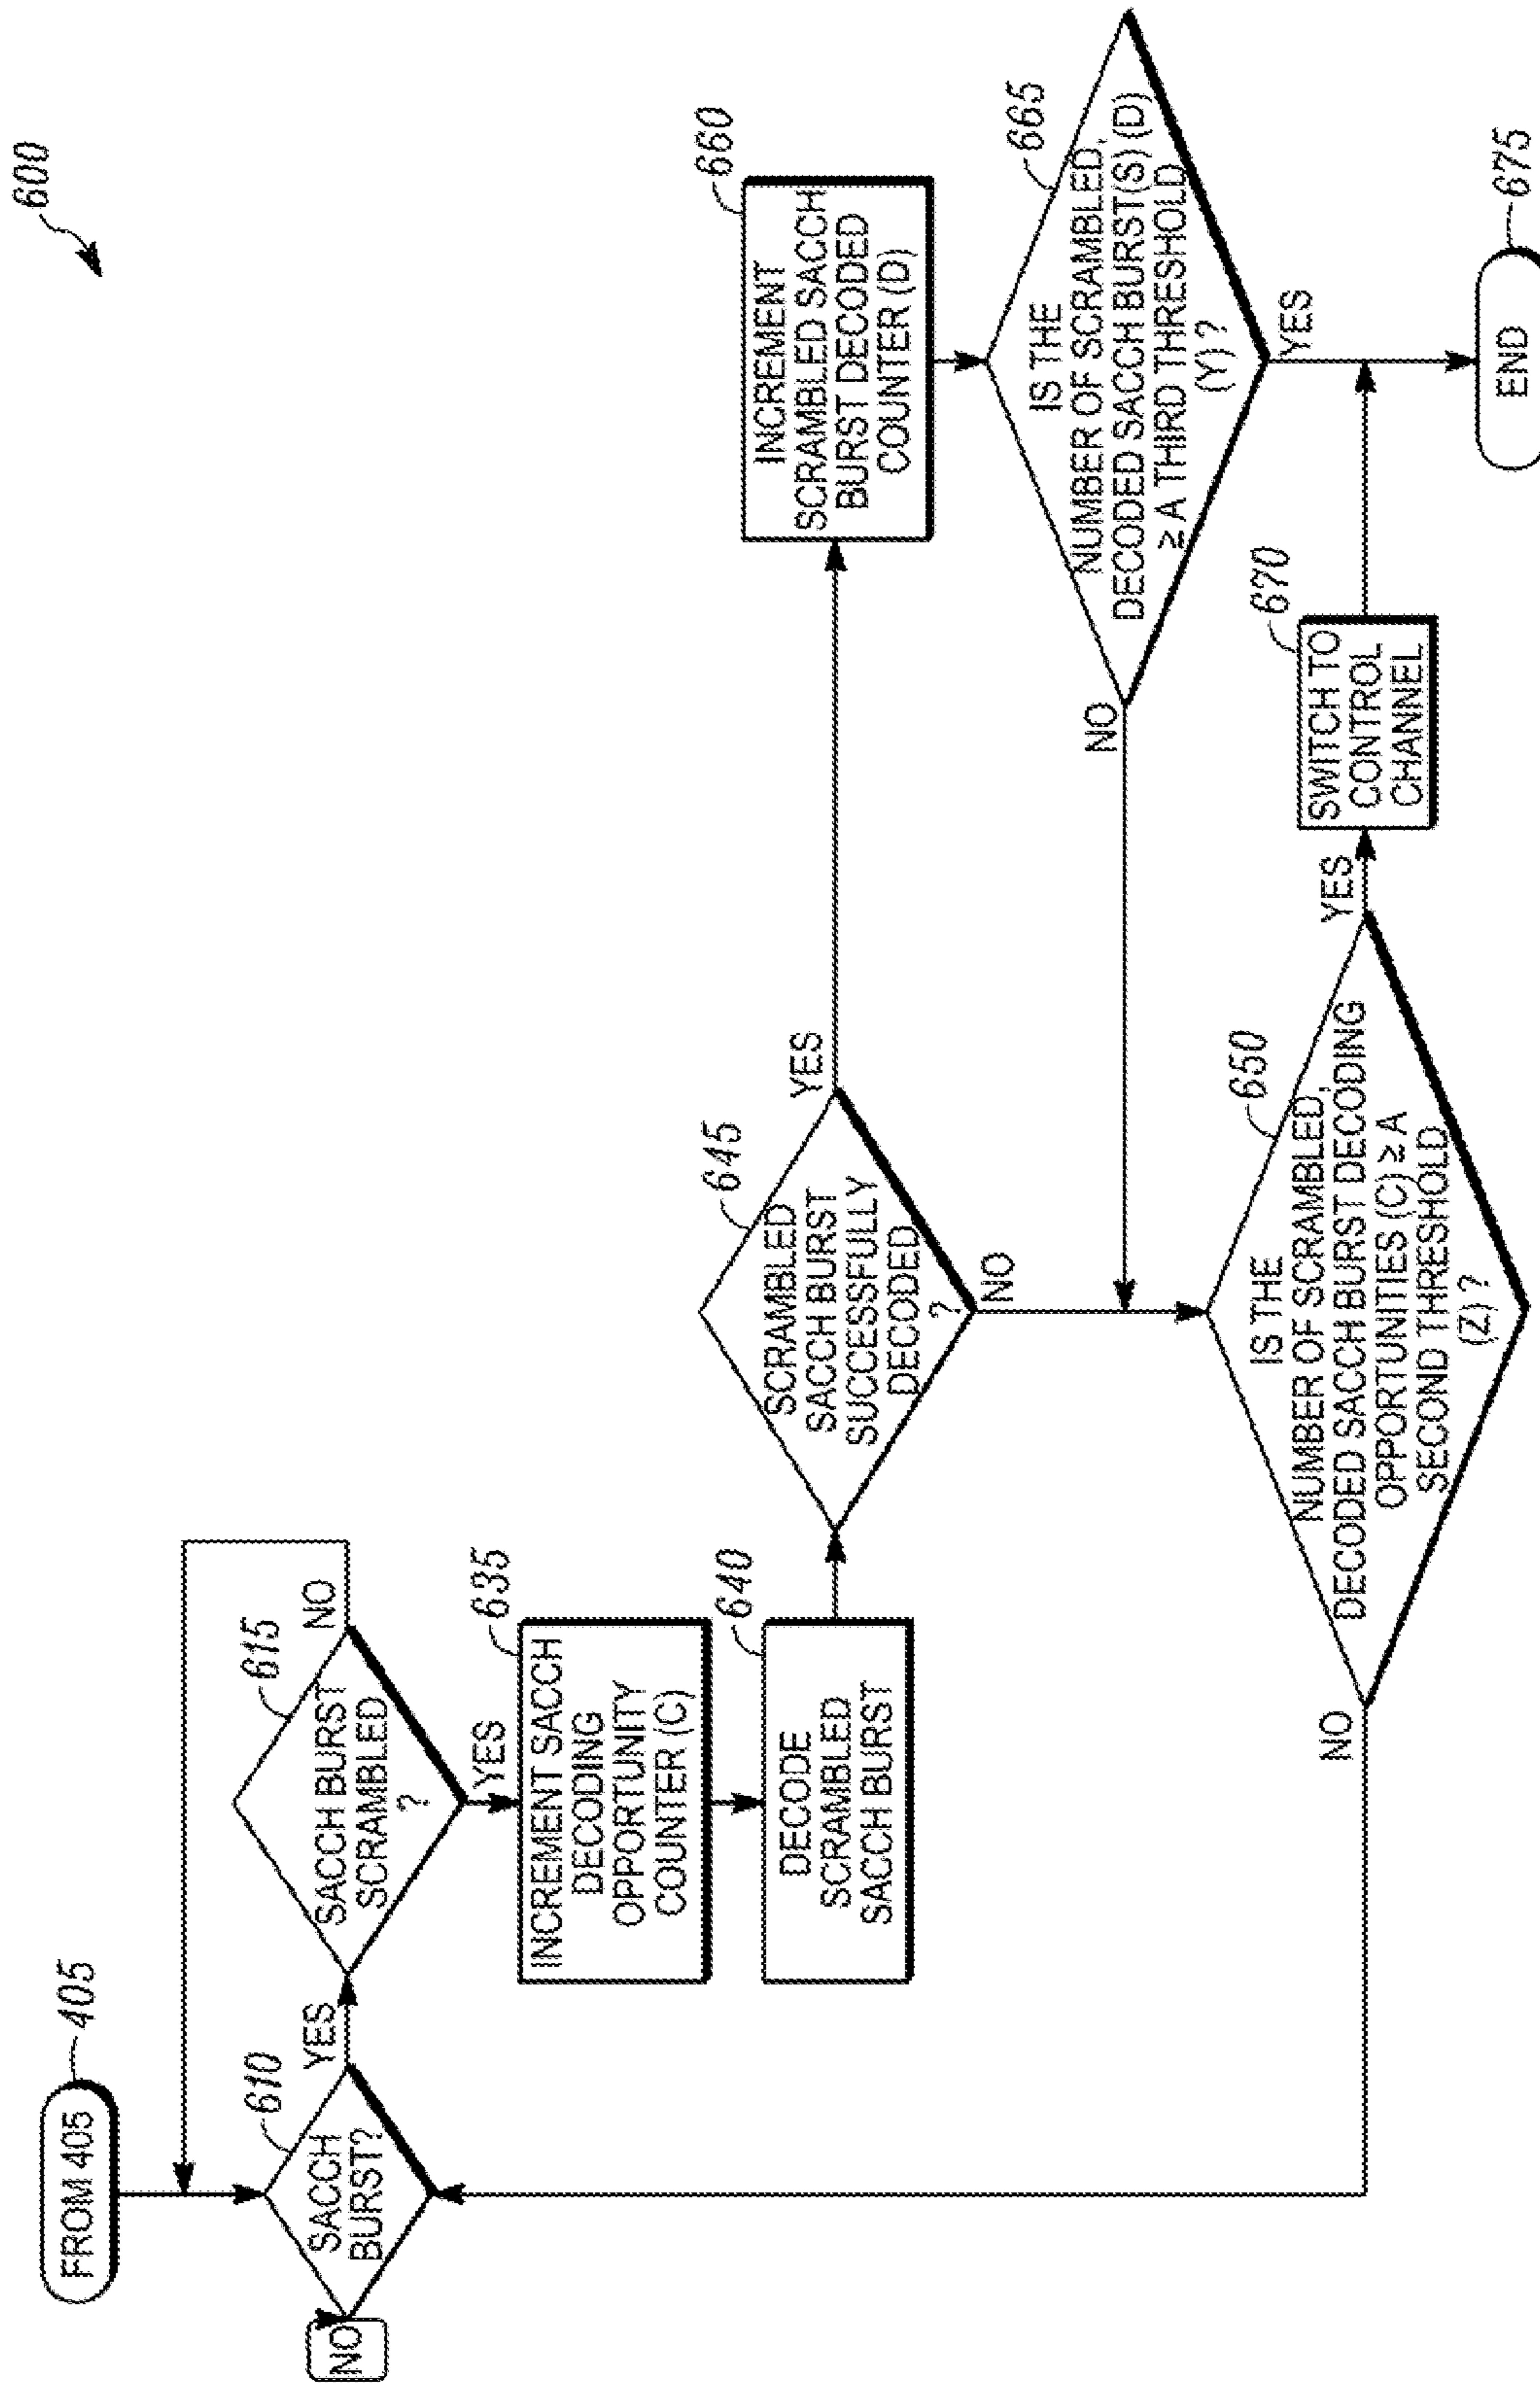 600
FROM 405
405
SACCH
BURST?
610
NO
YES
SACCH BURST
SCRAMBLED
?
615
NO
YES
INCREMENT SACCH
DECODING
OPPORTUNITY
COUNTER (C)
635
DECODE
SCRAMBLED
SACCH BURST
640
SCRAMBLED
SACCH BURST
SUCCESSFULLY
DECODED
?
645
YES
NO
INCREMENT
SCRAMBLED SACCH
BURST DECODED
COUNTER (D)
660
IS THE
NUMBER OF SCRAMBLED,
DECODED SACCH BURST(S) (D)
≥ A THIRD THRESHOLD
(Y) ?
665
NO
YES
IS THE
NUMBER OF SCRAMBLED,
DECODED SACCH BURST DECODING
OPPORTUNITIES (C) ≥ A
SECOND THRESHOLD
(Z) ?
650
NO
YES
SWITCH TO
CONTROL
CHANNEL
670
END
675